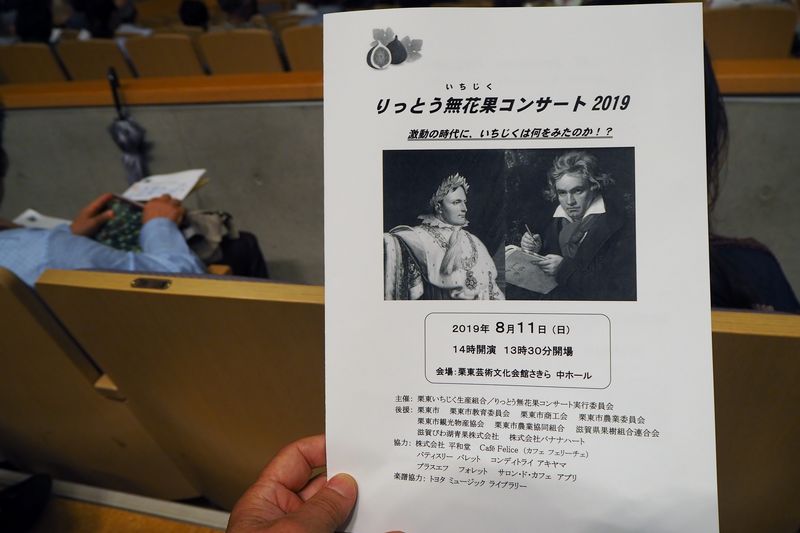 いちじく
りっとう無花果コンサート2019
激動の時代に、いちじくは何をみたのか！？
2019年 8月11日（日）
14時開演 13時30分開場
会場：栗東芸術文化会館さきら 中ホール
主催： 栗東いちじく生産組合／りっとう無花果コンサート実行委員会
後援： 栗東市 栗東市教育委員会 栗東市商工会 栗東市農業委員会
栗東市観光物産協会 栗東市農業協同組合 滋賀県果樹組合連合会
滋賀びわ湖青果株式会社 株式会社バナナハート
協力： 株式会社 平和堂 Café Felice（カフェ フェリーチェ）
パティスリー パレット コンディトライ アキヤマ
プラスエフ フォレット サロン・ド・カフェ アプリ
楽譜協力： トヨタ ミュージック ライブラリー